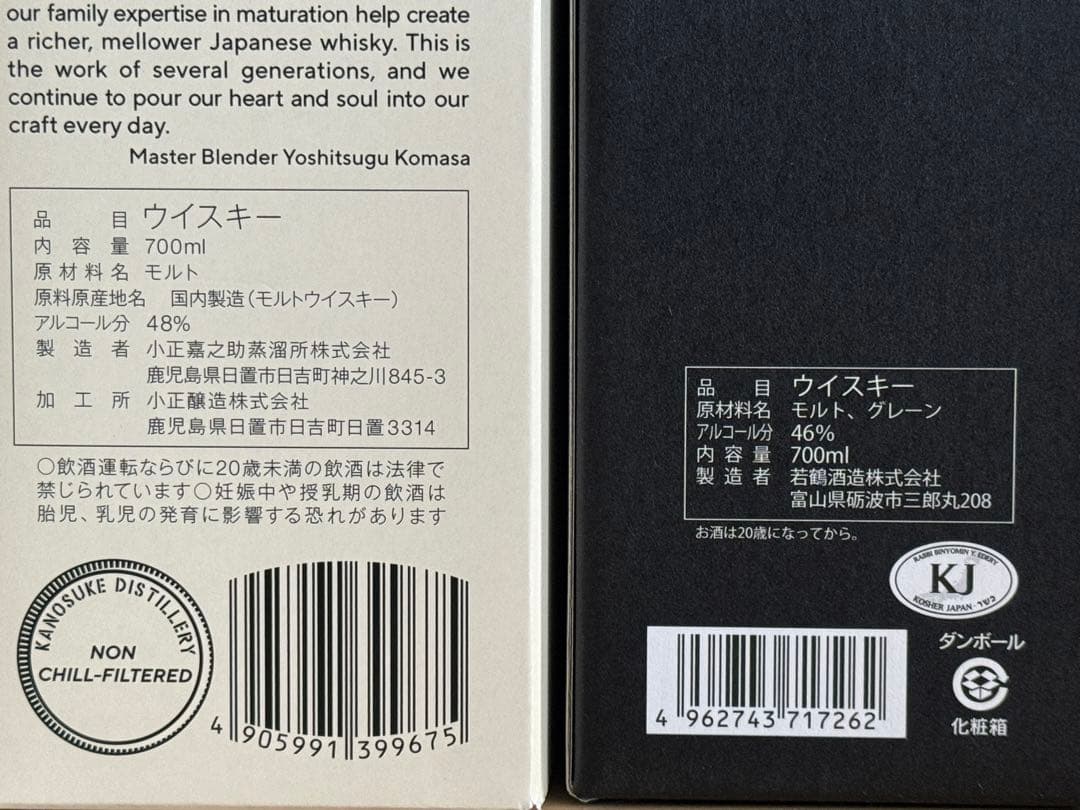 our family expertise in maturation help create
a richer, mellower Japanese whisky. This is
the work of several generations, and we
continue to pour our heart and soul into our
craft every day.
Master Blender Yoshitsugu Komasa
品目 ウイスキー
内容量 700ml
原材料名 モルト
原料原産地名 国内製造(モルトウイスキー)
アルコール分 48%
製造者 小正嘉之助蒸溜所株式会社
鹿児島県日置市日吉町神之川845-3
加工所 小正醸造株式会社
鹿児島県日置市日吉町日置3314
○飲酒運転ならびに20歳未満の飲酒は法律で
禁じられています○妊娠中や授乳期の飲酒は
胎児、乳児の発育に影響する恐れがあります
KANOSUKE DISTILLERY
NON
CHILL-FILTERED
4 905991 399675
品目 ウイスキー
原材料名 モルト、グレーン
アルコール分 46%
内容量 700ml
製造者 若鶴酒造株式会社
富山県砺波市三郎丸208
お酒は20歳になってから。
RABBI BINYOMIN Y. EDERY
KJ
KOSHER JAPAN · כשר
4 962743 717262
ダンボール
化粧箱